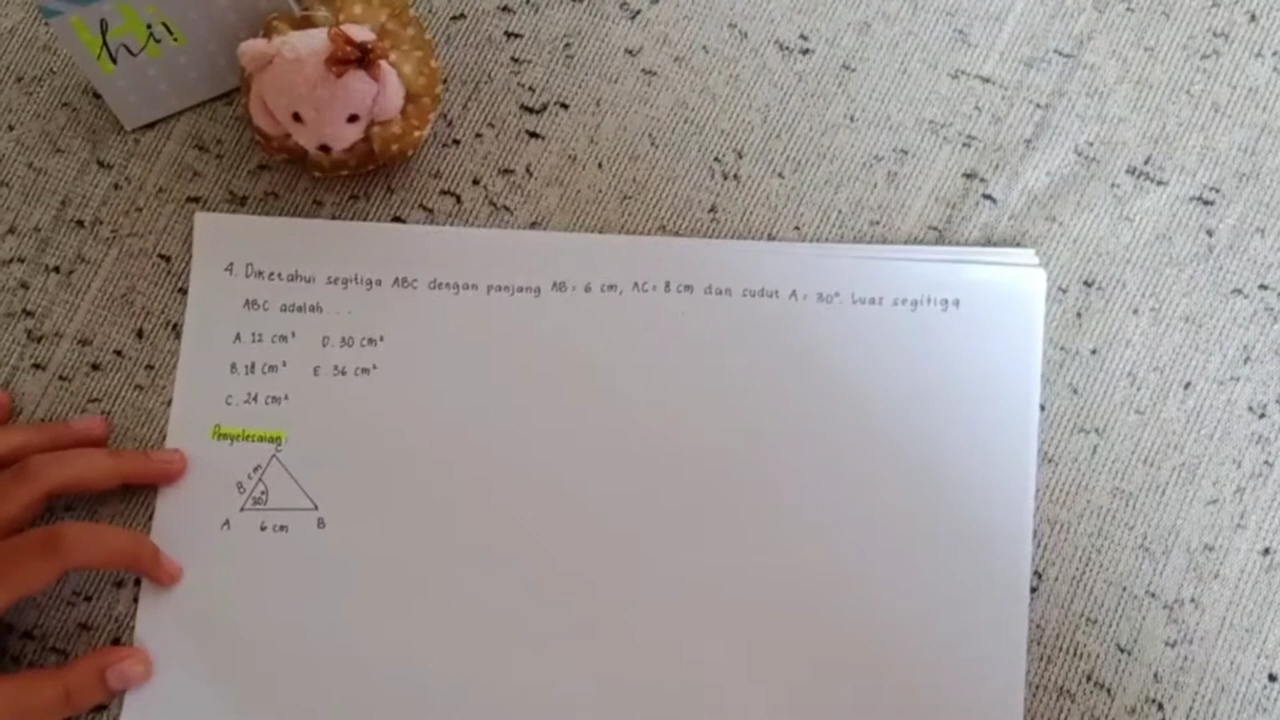 hi!
4. Diketahui segitiga ABC dengan panjang AB = 6 cm, AC = 8 cm dan sudut A = 30°. Luas segitiga
ABC adalah ...
A. 12 cm² D. 30 cm²
B. 18 cm² E. 36 cm²
C. 24 cm²
Penyelesaian:
C
8 cm
30°
A 6 cm B